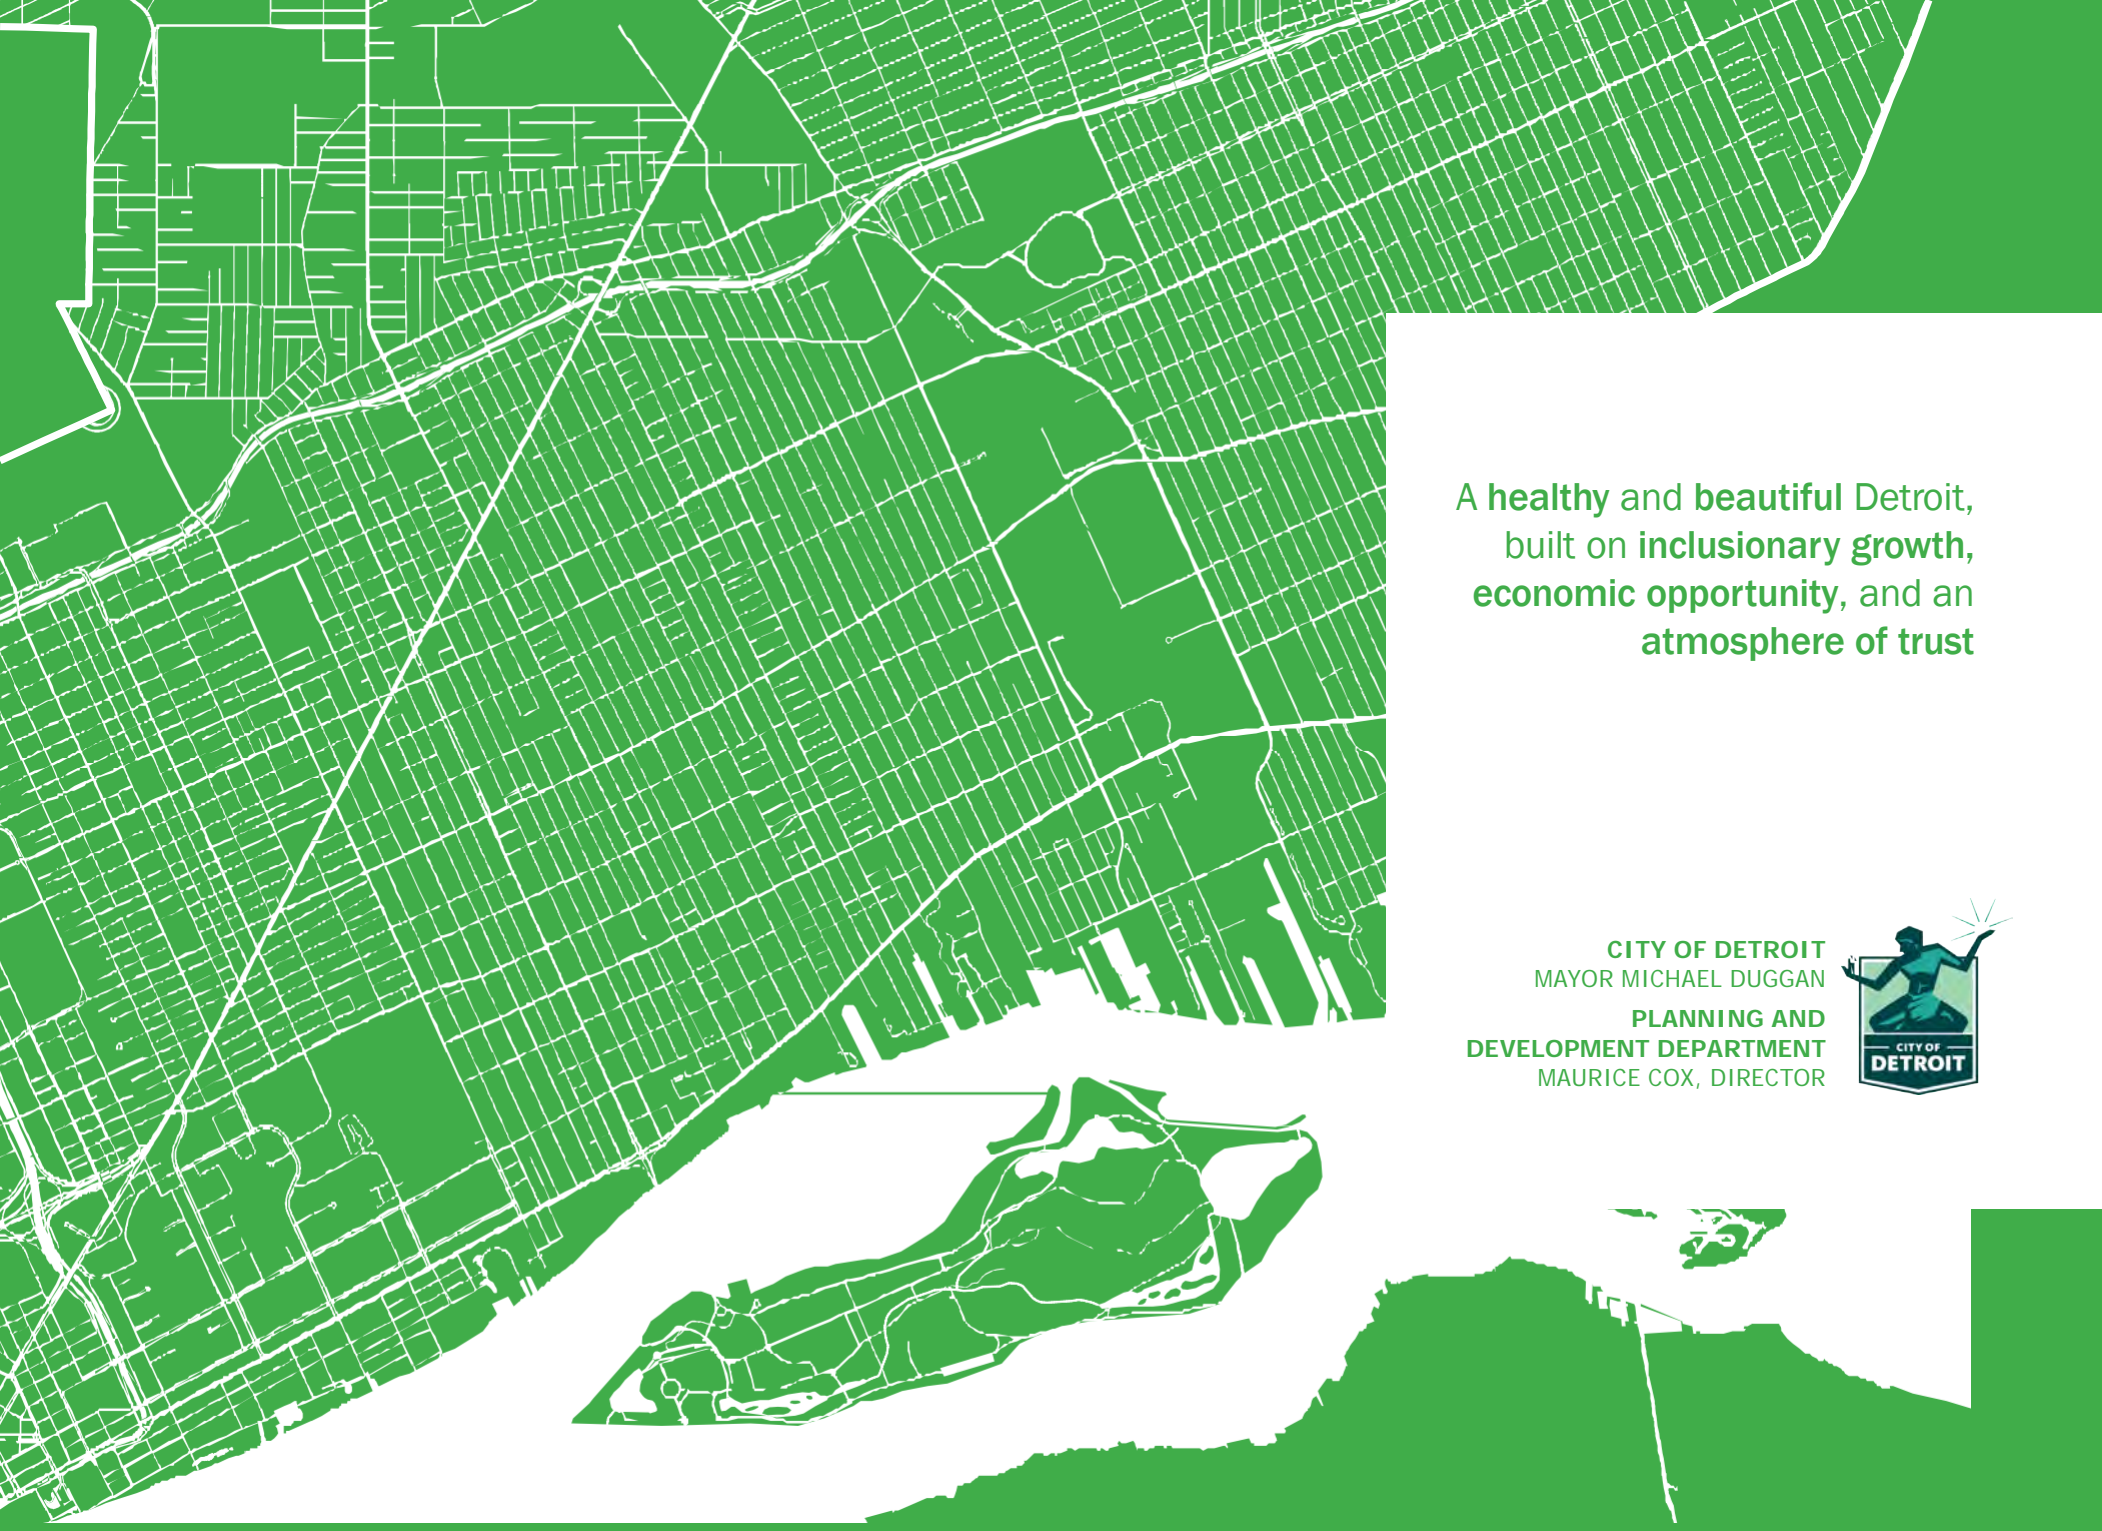 A healthy and beautiful Detroit,
built on inclusionary growth,
economic opportunity, and an
atmosphere of trust
CITY OF DETROIT
MAYOR MICHAEL DUGGAN
PLANNING AND
DEVELOPMENT DEPARTMENT
MAURICE COX, DIRECTOR
CITY OF
DETROIT